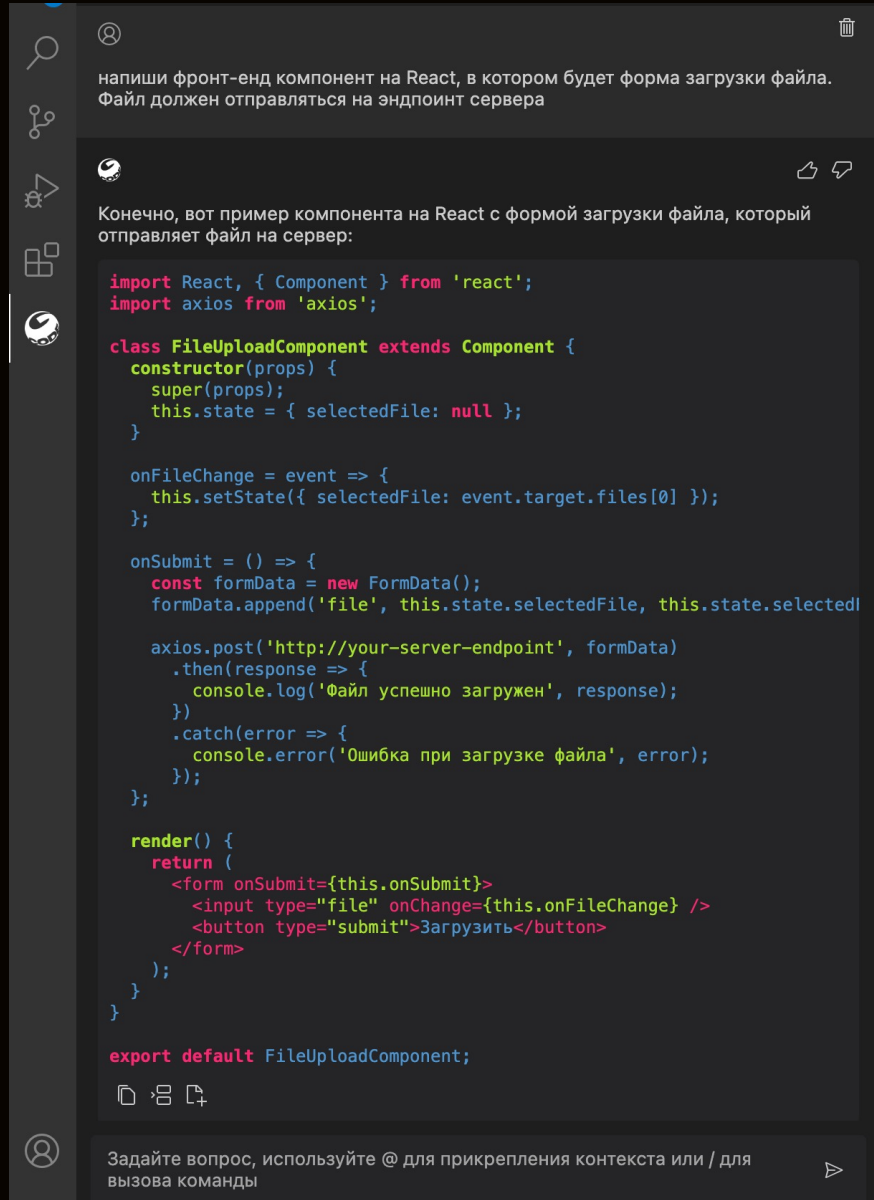 напиши фронт-енд компонент на React, в котором будет форма загрузки файла.
Файл должен отправляться на эндпоинт сервера
Конечно, вот пример компонента на React с формой загрузки файла, который
отправляет файл на сервер:
import React, { Component } from 'react';
import axios from 'axios';
class FileUploadComponent extends Component {
constructor(props) {
super(props);
this.state = { selectedFile: null };
}
onFileChange = event => {
this.setState({ selectedFile: event.target.files[0] });
};
onSubmit = () => {
const formData = new FormData();
formData.append('file', this.state.selectedFile, this.state.selected
axios.post('http://your-server-endpoint', formData)
.then(response => {
console.log('Файл успешно загружен', response);
})
.catch(error => {
console.error('Ошибка при загрузке файла', error);
});
};
render() {
return (
<form onSubmit={this.onSubmit}>
<input type="file" onChange={this.onFileChange} />
<button type="submit">Загрузить</button>
</form>
);
}
}
export default FileUploadComponent;
Задайте вопрос, используйте @ для прикрепления контекста или / для
вызова команды